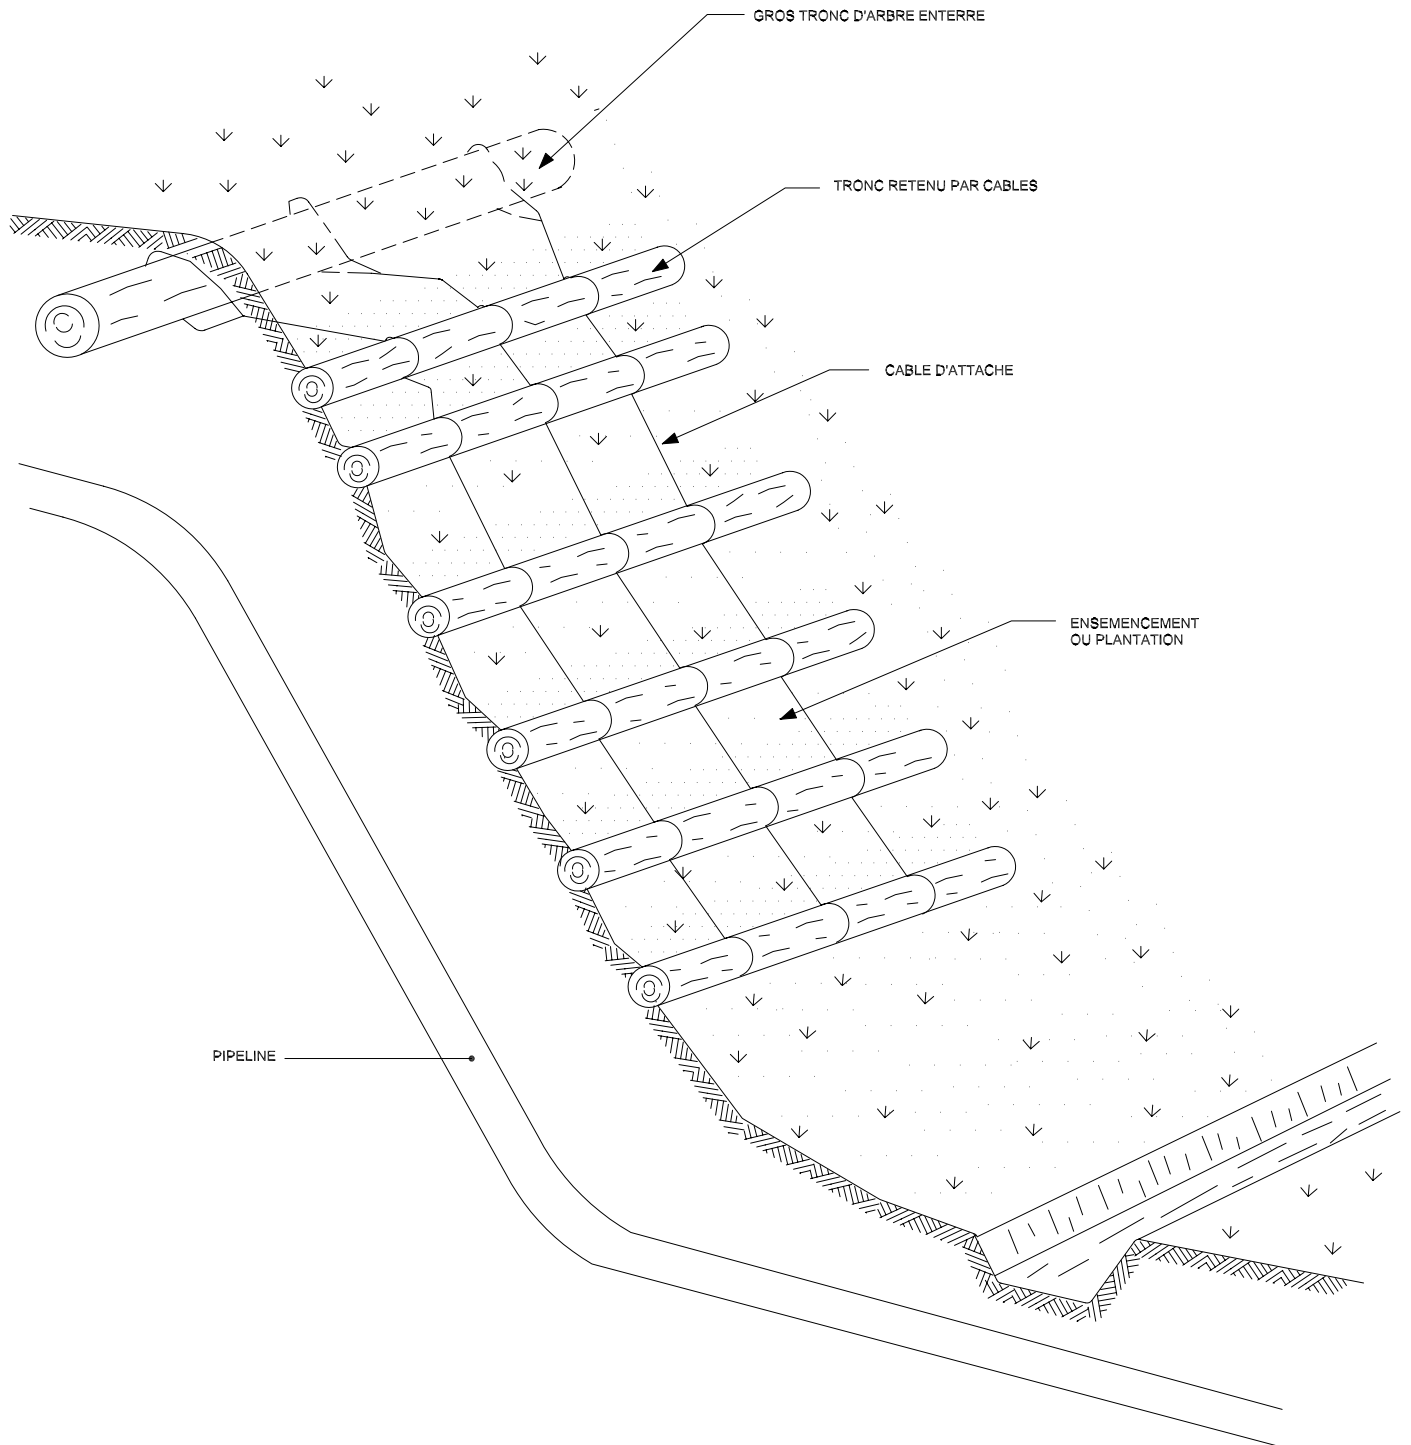 GROS TRONC D'ARBRE ENTERRE
TRONC RETENU PAR CABLES
CABLE D'ATTACHE
ENSEMENCEMENT
OU PLANTATION
PIPELINE